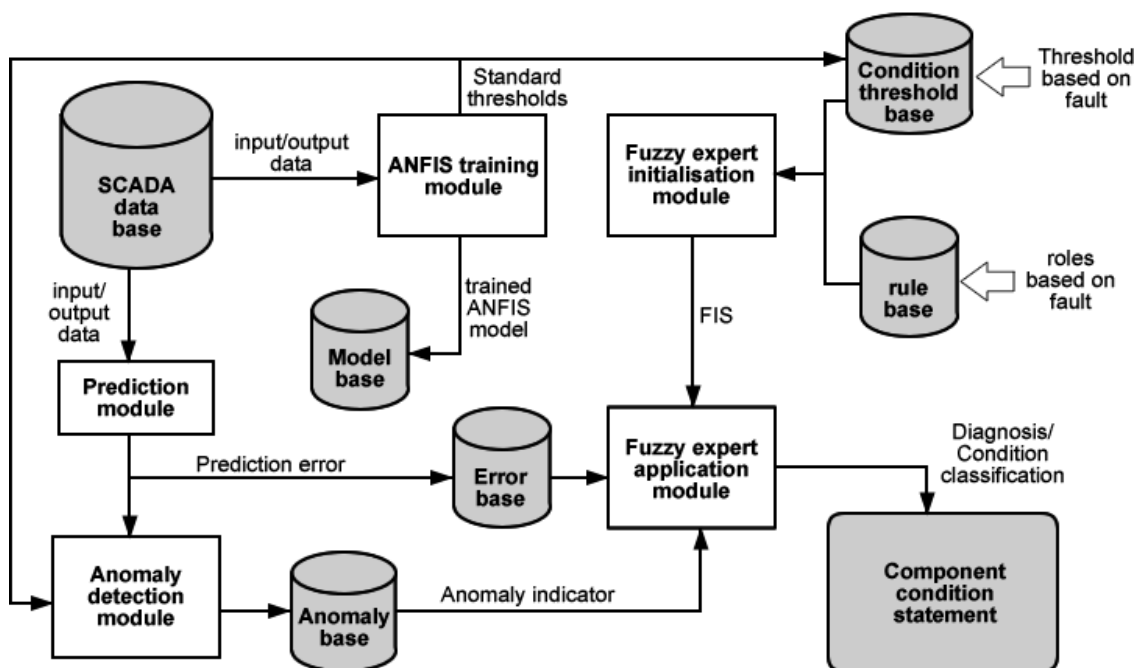 Standard
thresholds
Condition
threshold
base
Threshold
based on
fault
SCADA
data
base
input/output
data
ANFIS training
module
Fuzzy expert
initialisation
module
rule
base
roles
based on
fault
input/
output
data
trained
ANFIS
model
FIS
Model
base
Prediction
module
Prediction error
Error
base
Fuzzy expert
application
module
Diagnosis/
Condition
classification
Anomaly
detection
module
Anomaly
base
Anomaly indicator
Component
condition
statement